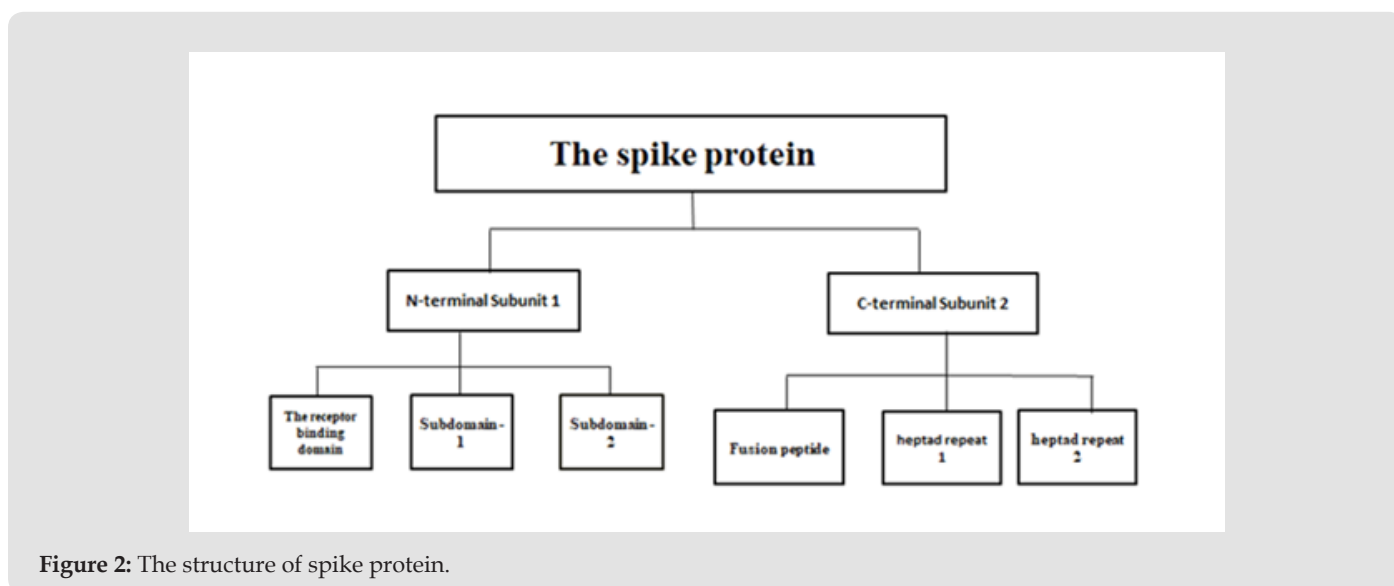 The spike protein
N-terminal Subunit 1
C-terminal Subunit 2
The receptor
binding
domain
Subdomain-
1
Subdomain-
2
Fusion peptide
heptad repeat
1
heptad repeat
2
Figure 2: The structure of spike protein.